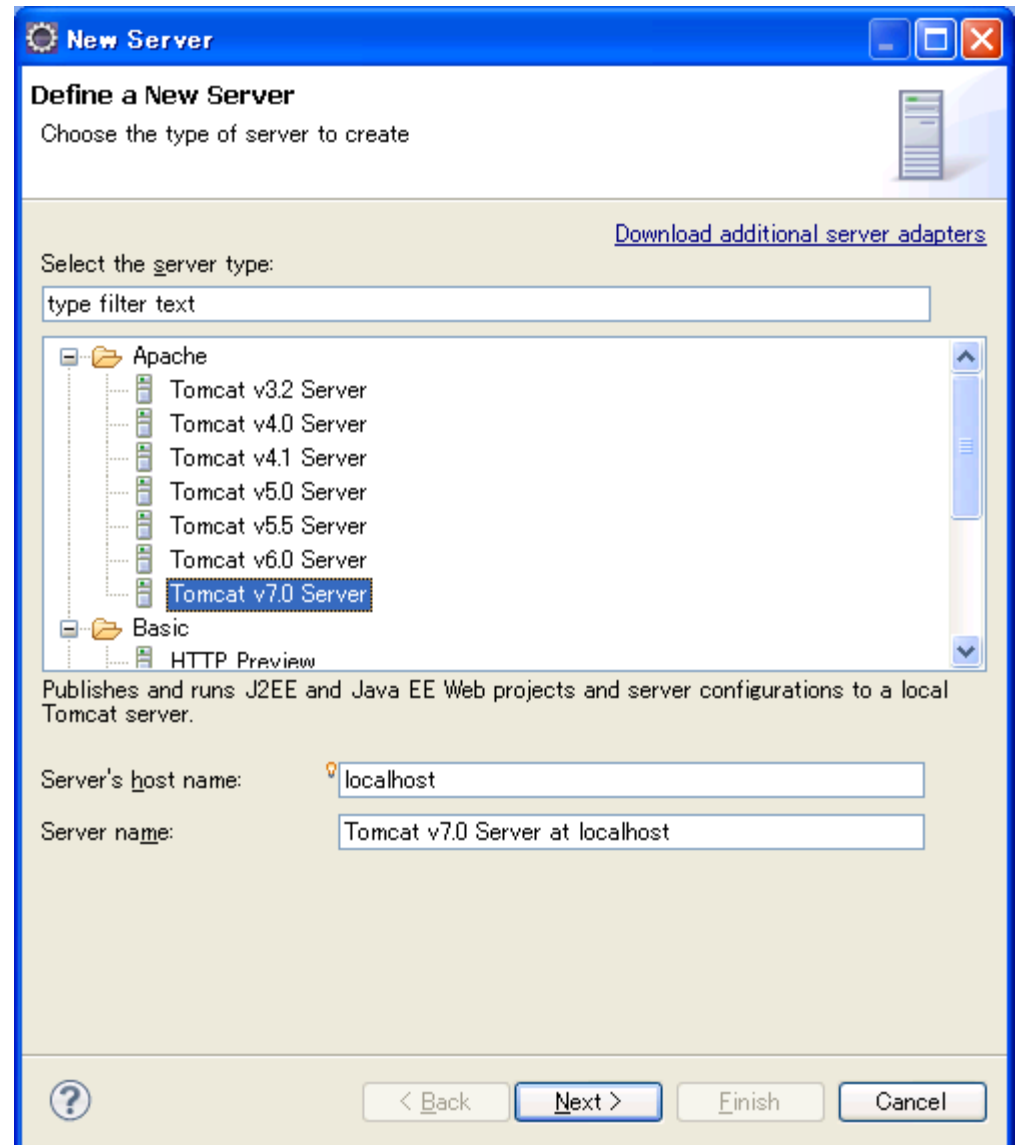 New Server
Define a New Server
Choose the type of server to create
Download additional server adapters
Select the server type:
type filter text
Apache
Tomcat v3.2 Server
Tomcat v4.0 Server
Tomcat v4.1 Server
Tomcat v5.0 Server
Tomcat v5.5 Server
Tomcat v6.0 Server
Tomcat v7.0 Server
Basic
HTTP Preview
Publishes and runs J2EE and Java EE Web projects and server configurations to a local
Tomcat server.
Server's host name: localhost
Server name: Tomcat v7.0 Server at localhost
? < Back Next > Finish Cancel